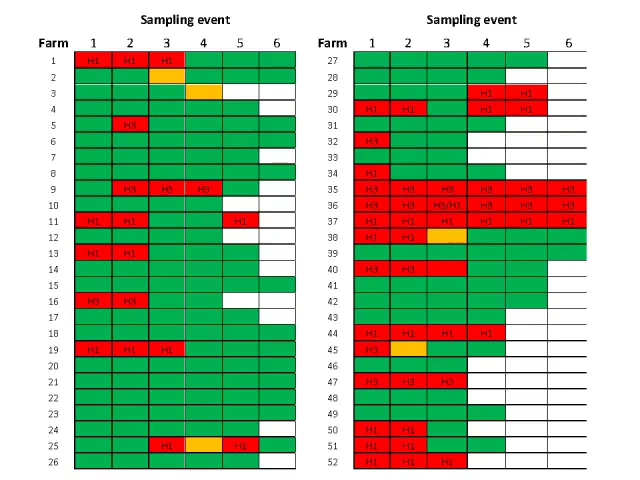 Sampling event
Farm 1 2 3 4 5 6
1 H1 H1 H1
2
3
4
5 H3
6
7
8
9 H3 H3 H3
10
11 H1 H1 H1
12
13 H1 H1
14
15
16 H3 H3
17
18
19 H1 H1 H1
20
21
22
23
24
25 H1 H1
26
Sampling event
Farm 1 2 3 4 5 6
27
28
29 H1 H1
30 H1 H1 H1 H1
31
32 H3
33
34 H1
35 H3 H3 H3 H3 H3 H3
36 H3 H3 H3/H1 H3 H3 H3
37 H1 H1 H1 H1 H1 H1
38 H1 H1
39
40 H3 H3
41
42
43
44 H1 H1 H1 H1
45 H3
46
47 H3 H3 H3
48
49
50 H1 H1
51 H1 H1
52 H1 H1 H1